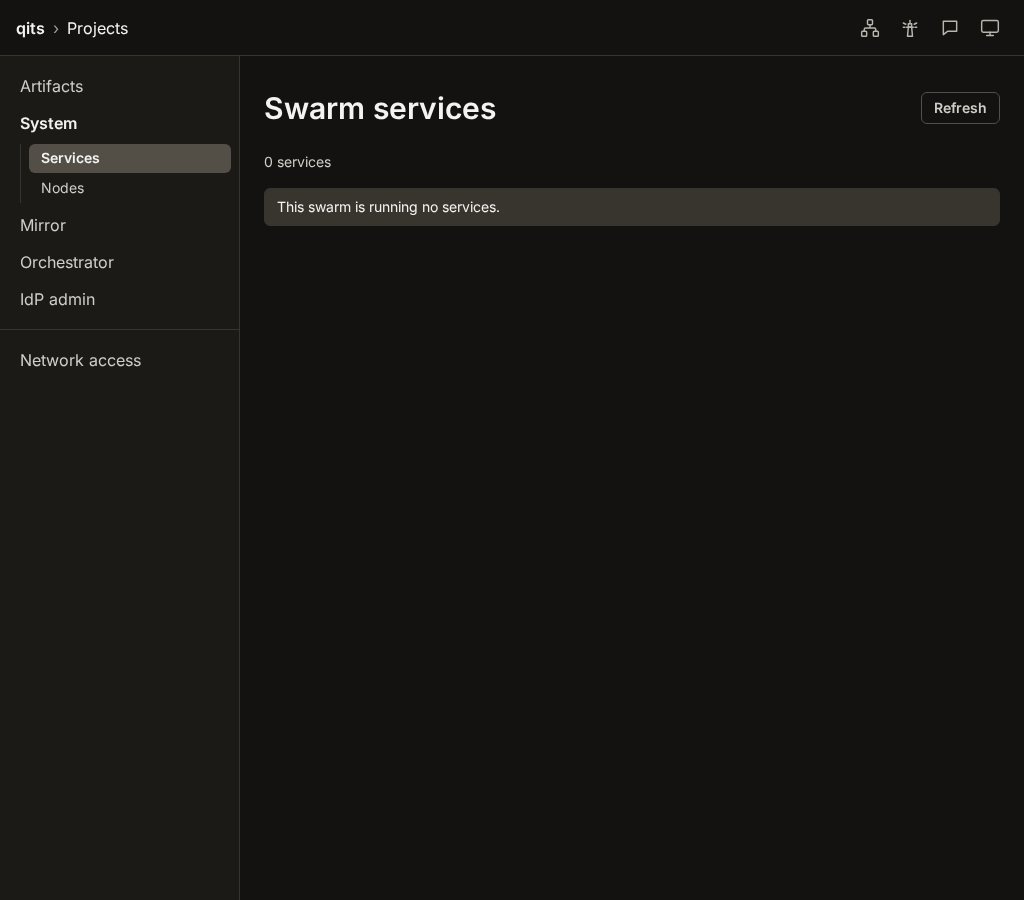 qits › Projects
Artifacts
System
Services
Nodes
Mirror
Orchestrator
IdP admin
Network access
Swarm services
Refresh
0 services
This swarm is running no services.